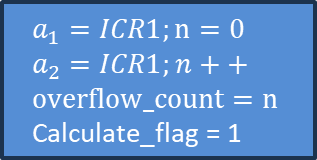 a₁ = ICR1; n = 0
a₂ = ICR1; n + +
overflow_count = n
Calculate_flag = 1